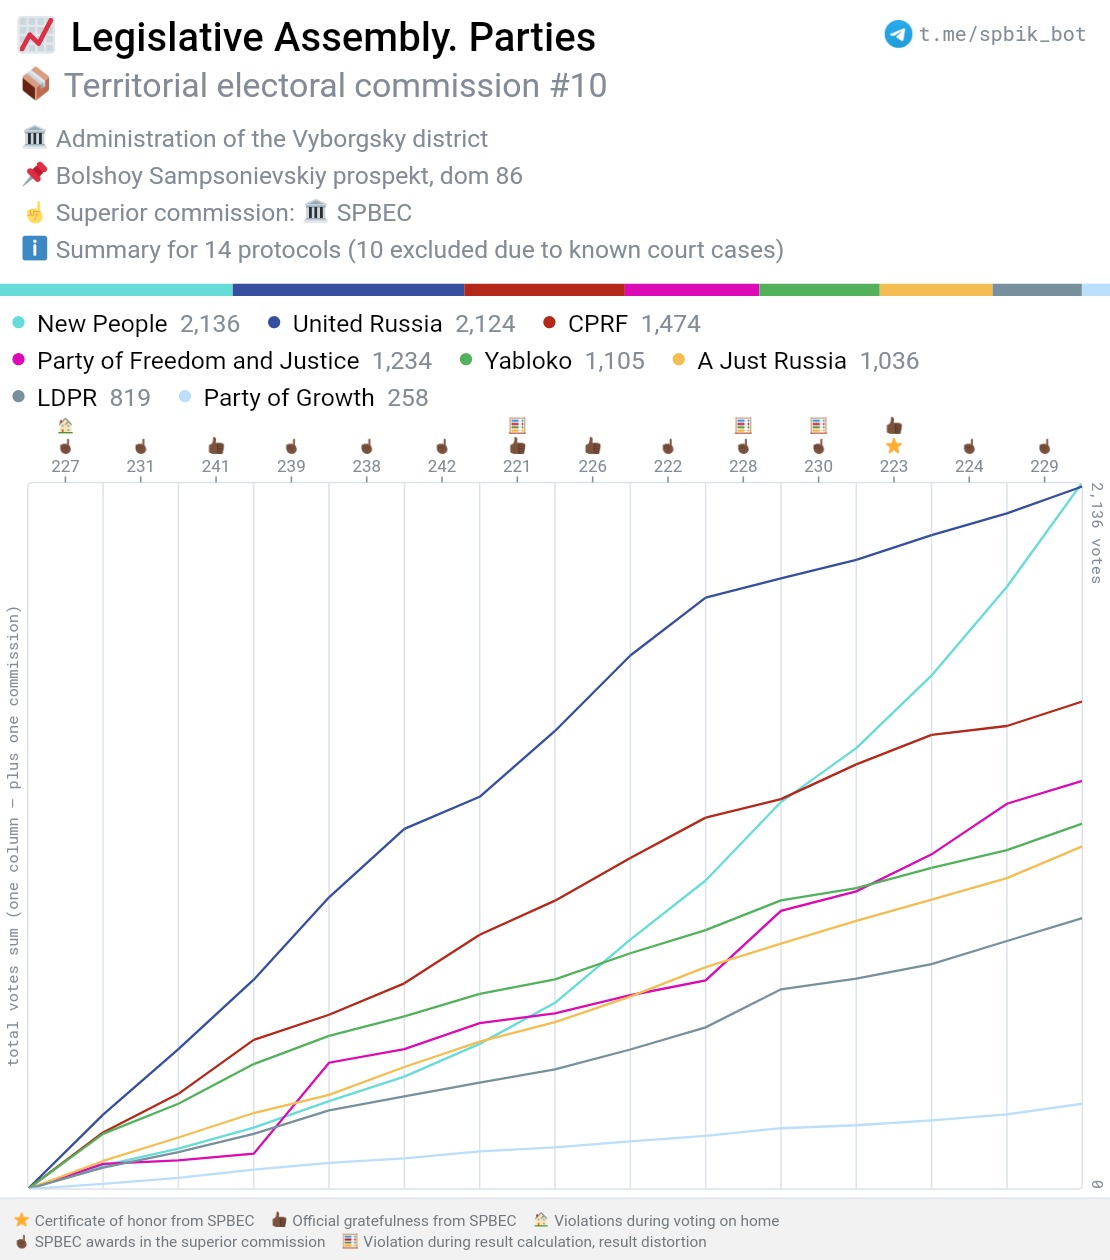 Legislative Assembly. Parties
t.me/spbik_bot
Territorial electoral commission #10
Administration of the Vyborgsky district
Bolshoy Sampsonievskiy prospekt, dom 86
Superior commission: SPBEC
Summary for 14 protocols (10 excluded due to known court cases)
New People 2,136 United Russia 2,124 CPRF 1,474
Party of Freedom and Justice 1,234 Yabloko 1,105 A Just Russia 1,036
LDPR 819 Party of Growth 258
227 231 241 239 238 242 221 226 222 228 230 223 224 229
2,136 votes
total votes sum (one column – plus one commission)
0
Certificate of honor from SPBEC Official gratefulness from SPBEC Violations during voting on home
SPBEC awards in the superior commission Violation during result calculation, result distortion